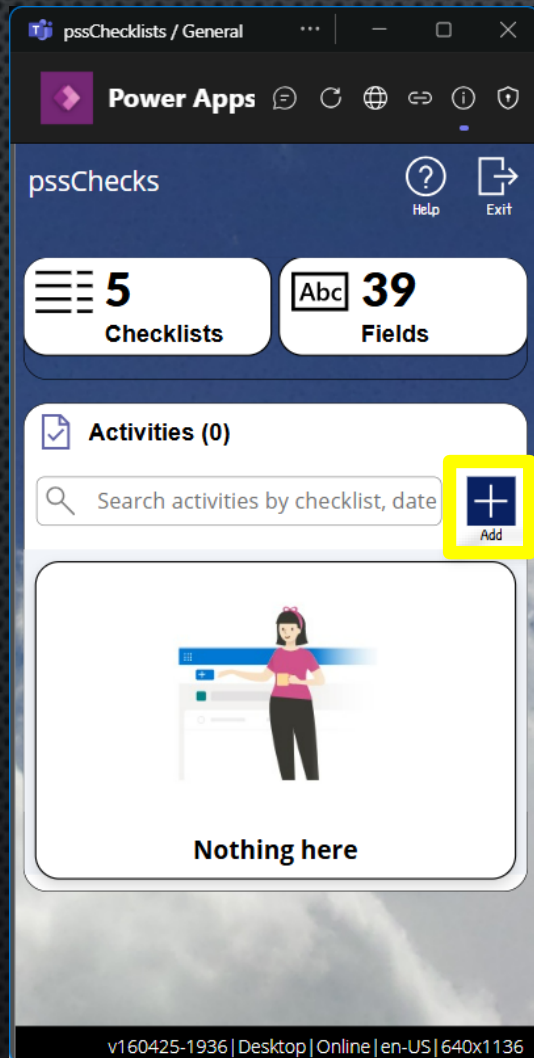 pssChecklists / General
Power Apps
pssChecks
Help
Exit
5
Checklists
Abc
39
Fields
Activities (0)
Search activities by checklist, date
Add
Nothing here
v160425-1936|Desktop|Online|en-US|640x1136